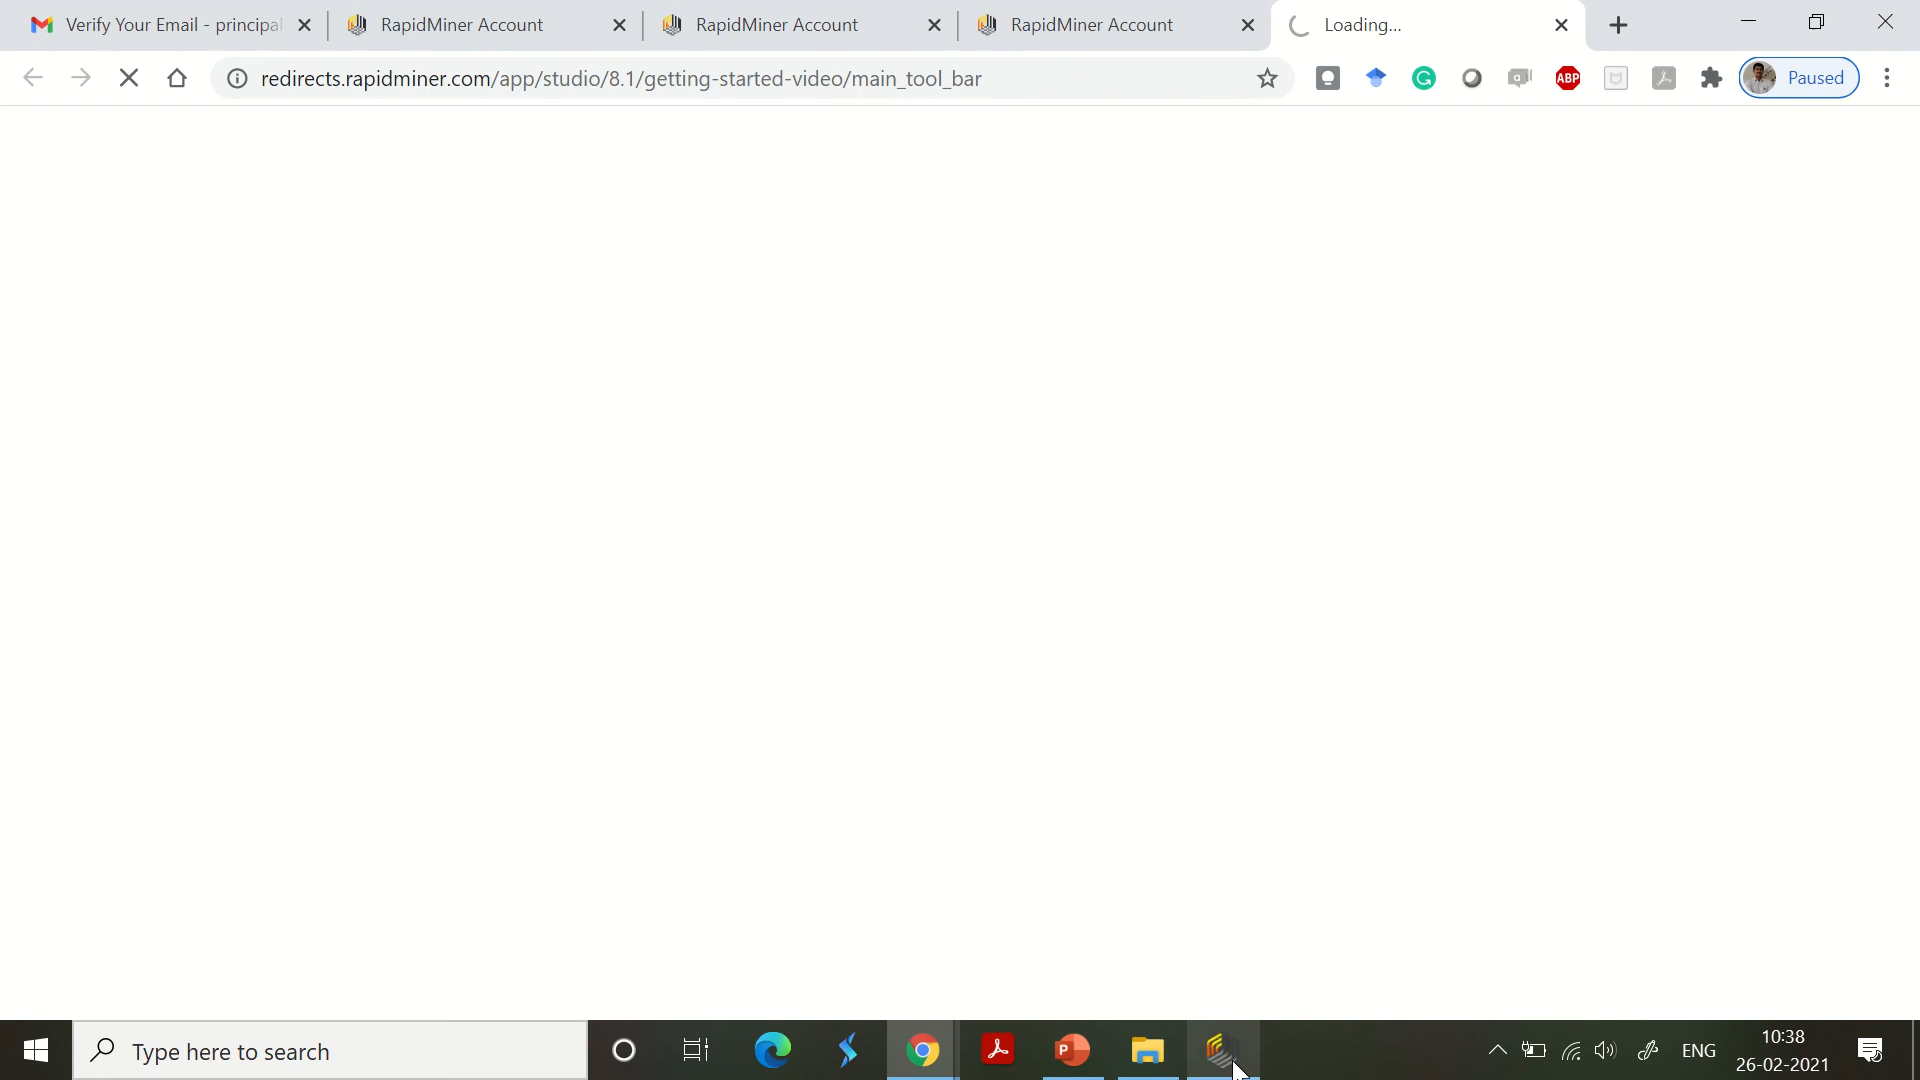 Verify Your Email - principal
RapidMiner Account
RapidMiner Account
RapidMiner Account
Loading...
redirects.rapidminer.com/app/studio/8.1/getting-started-video/main_tool_bar
a
ABP
Paused
Type here to search
P
ENG
10:38
26-02-2021